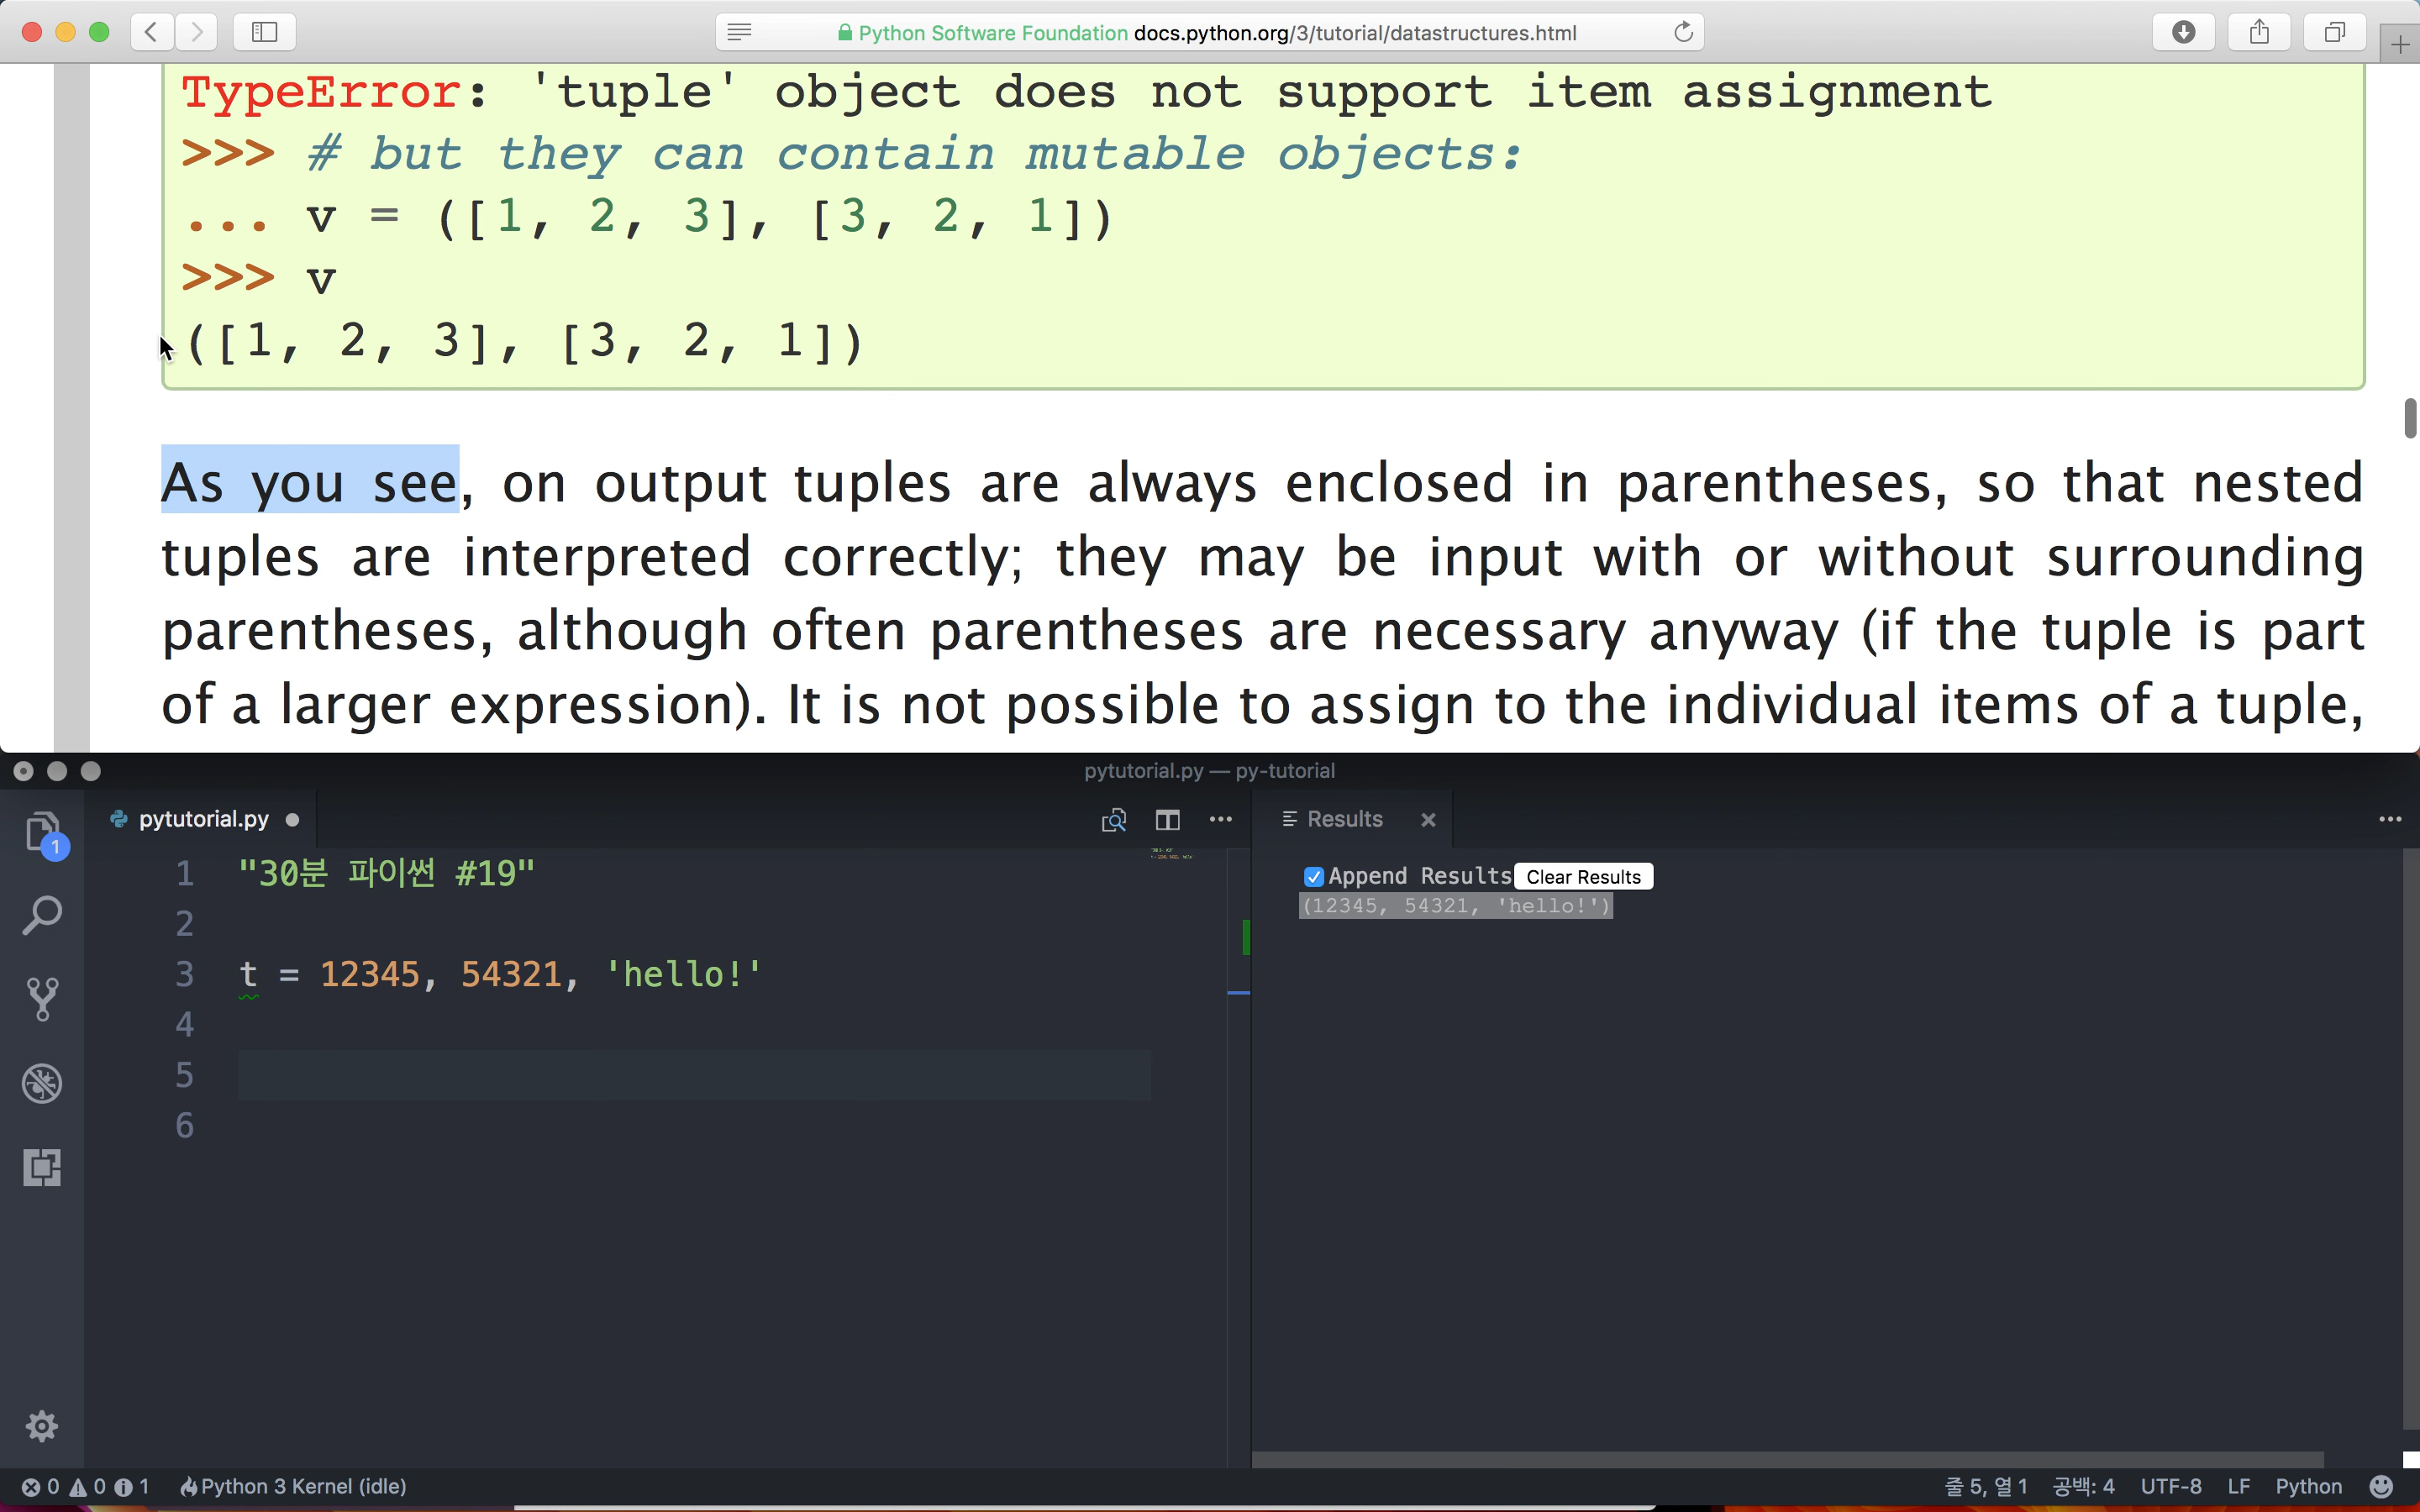 Python Software Foundation docs.python.org/3/tutorial/datastructures.html
TypeError: 'tuple' object does not support item assignment
>>> # but they can contain mutable objects:
... v = ([1, 2, 3], [3, 2, 1])
>>> v
([1, 2, 3], [3, 2, 1])
As you see, on output tuples are always enclosed in parentheses, so that nested
tuples are interpreted correctly; they may be input with or without surrounding
parentheses, although often parentheses are necessary anyway (if the tuple is part
of a larger expression). It is not possible to assign to the individual items of a tuple,
pytutorial.py — py-tutorial
1
pytutorial.py
1 "30분 파이썬 #19"
2
3 t = 12345, 54321, 'hello!'
4
5
6
Results
Append Results Clear Results
(12345, 54321, 'hello!')
0 0 1 Python 3 Kernel (idle)
줄 5, 열 1 공백: 4 UTF-8 LF Python